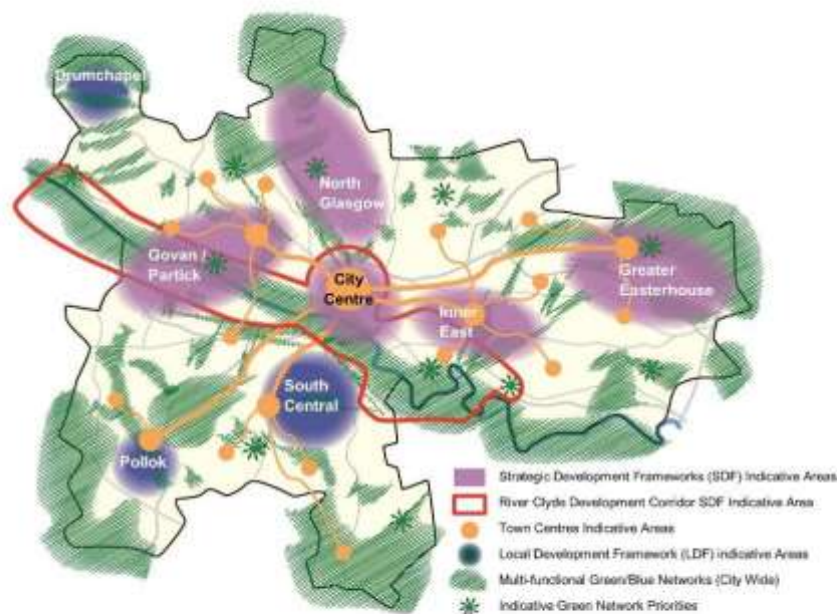 Drumchapel
North
Glasgow
Govan /
Partick
City
Centre
Greater
Easterhouse
Inner
East
South
Central
Pollok
Strategic Development Frameworks (SDF) Indicative Areas
River Clyde Development Corridor SDF Indicative Area
Town Centres Indicative Areas
Local Development Framework (LDF) indicative Areas
Multi-functional Green/Blue Networks (City Wide)
Indicative Green Network Priorities